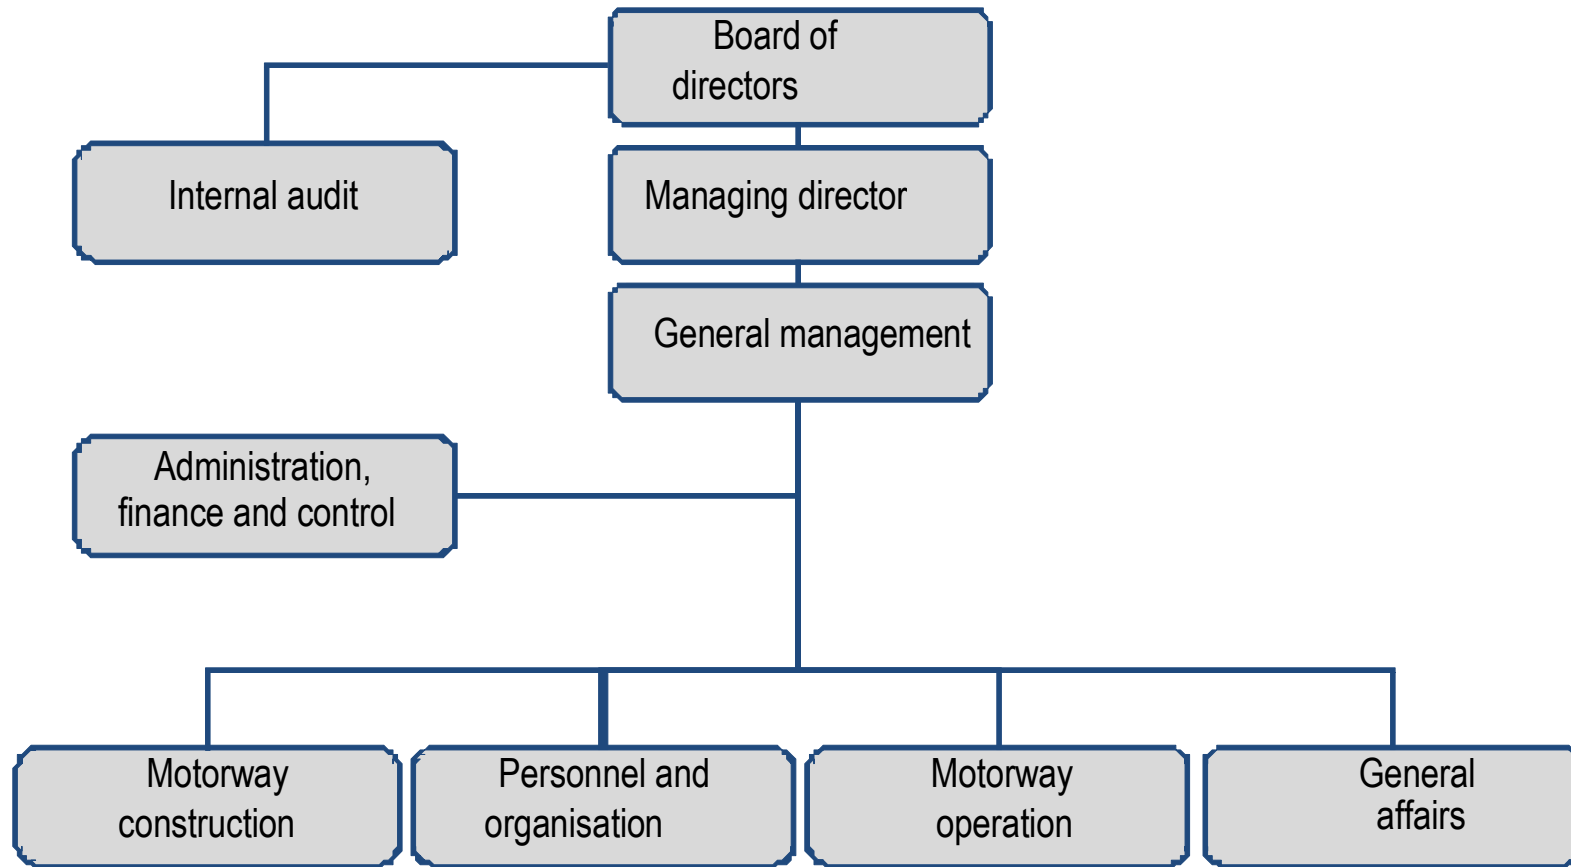 Board of
directors
Internal audit
Managing director
General management
Administration,
finance and control
Motorway
construction
Personnel and
organisation
Motorway
operation
General
affairs